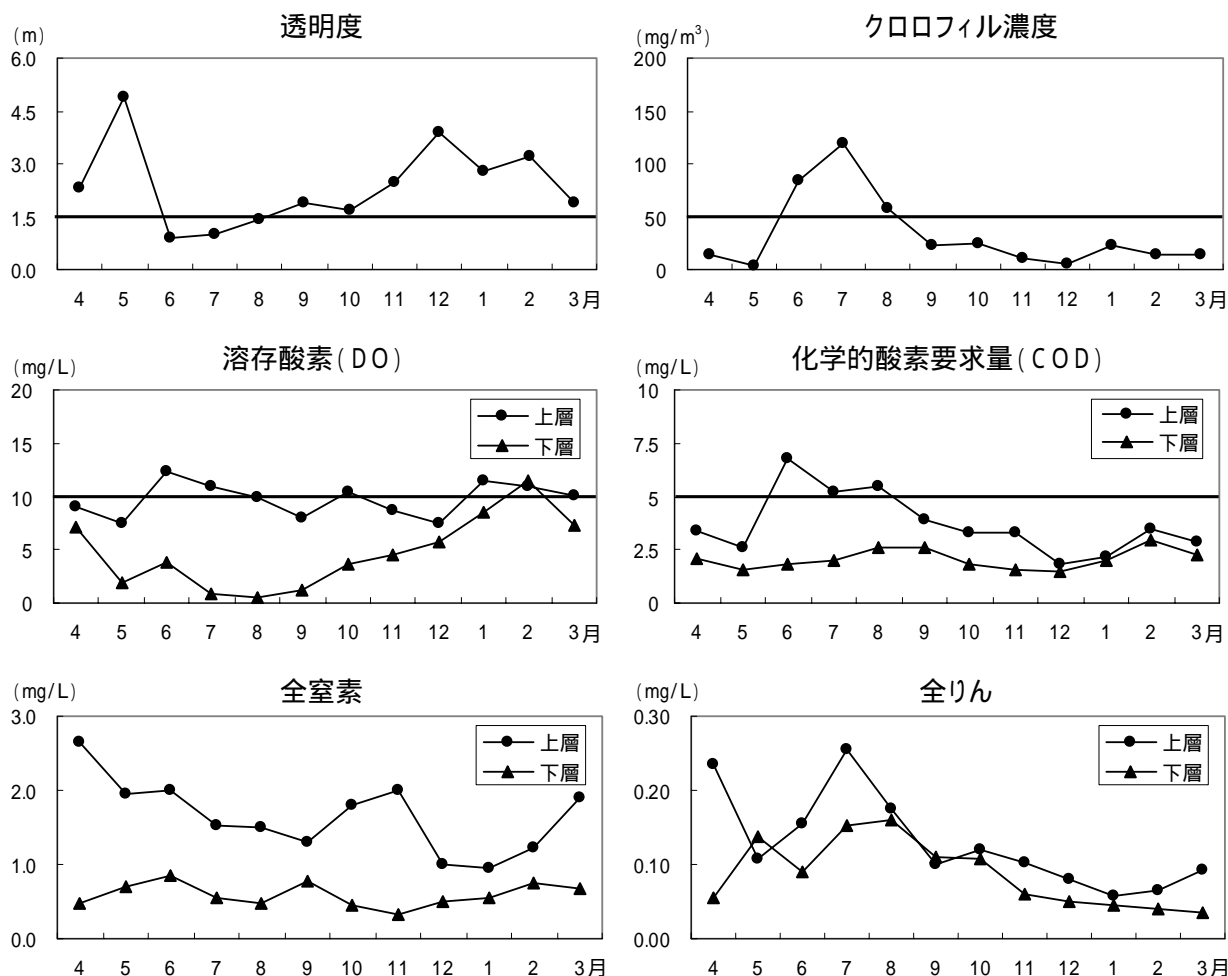 透明度
(m)
6.0
4.5
3.0
1.5
0.0
4 5 6 7 8 9 10 11 12 1 2 3月
クロロフィル濃度
(mg/m³)
200
150
100
50
0
4 5 6 7 8 9 10 11 12 1 2 3月
溶存酸素(DO)
(mg/L)
20
15
10
5
0
上層
下層
4 5 6 7 8 9 10 11 12 1 2 3月
化学的酸素要求量(COD)
(mg/L)
10
7.5
5
2.5
0
上層
下層
4 5 6 7 8 9 10 11 12 1 2 3月
全窒素
(mg/L)
3.0
2.0
1.0
0.0
上層
下層
4 5 6 7 8 9 10 11 12 1 2 3月
全りん
(mg/L)
0.30
0.20
0.10
0.00
上層
下層
4 5 6 7 8 9 10 11 12 1 2 3月